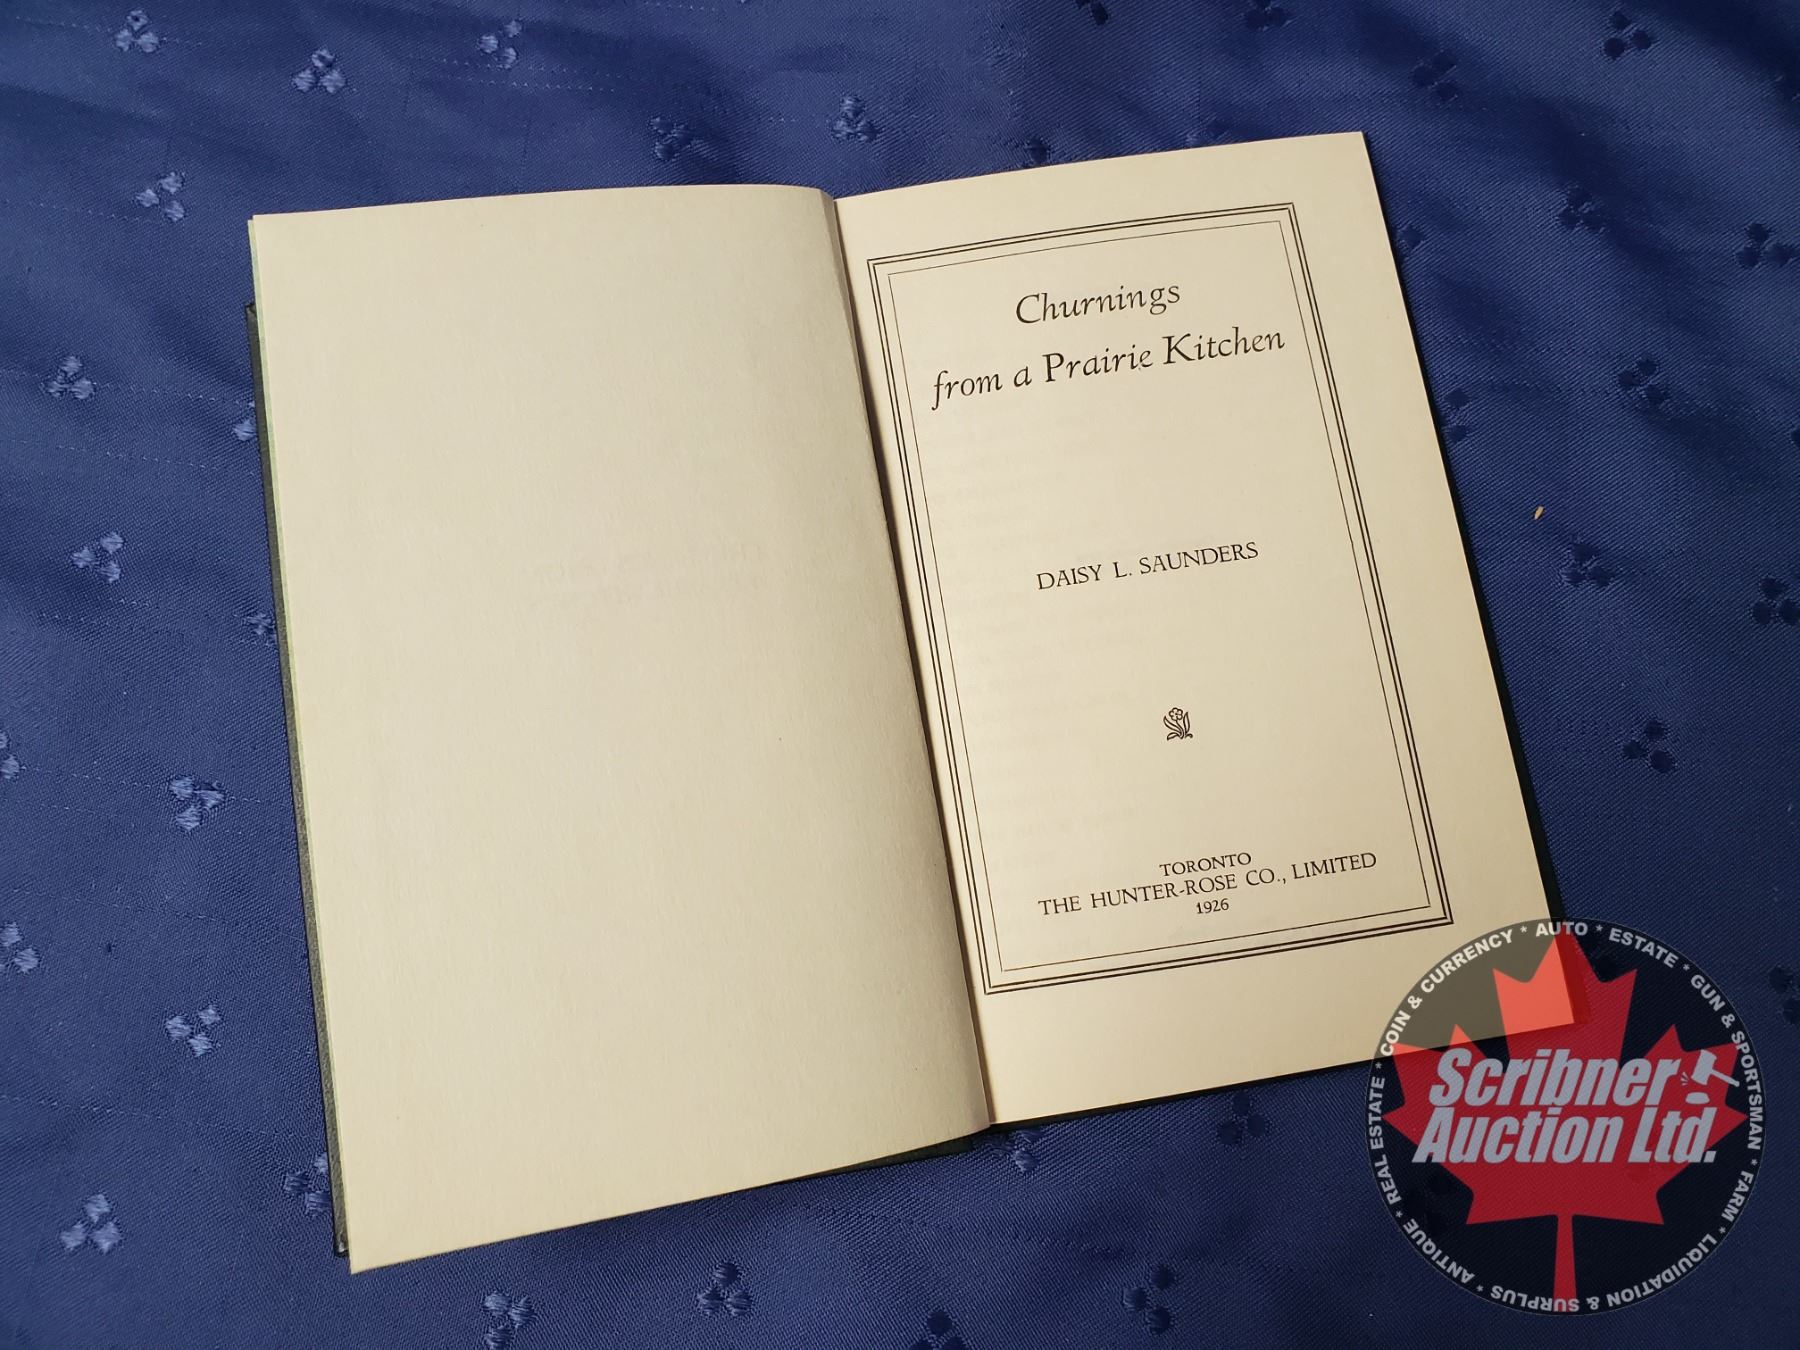 Churnings
from a Prairie Kitchen
DAISY L. SAUNDERS
TORONTO
THE HUNTER-ROSE CO., LIMITED
1926
Scribner
Auction Ltd.
* REAL ESTATE * COIN & CURRENCY * AUTO * ESTATE * GUN & SPORTSMAN * FARM * LIQUIDATION & SURPLUS * ANTIQUE